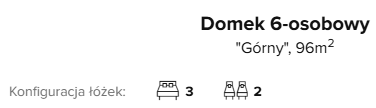 Domek 6-osobowy
"Górny", 96m²
Konfiguracja łóżek: 3 2